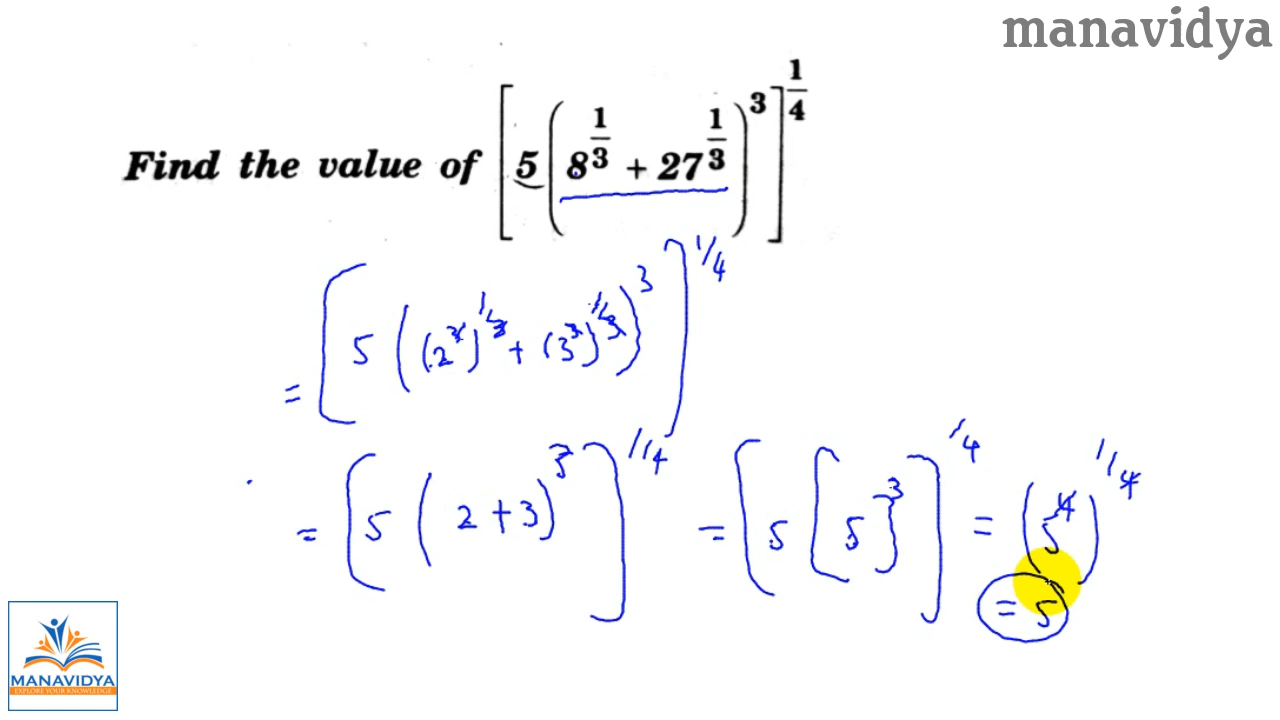 manavidya
Find the value of [5(8^{1/3} + 27^{1/3})^3]^{1/4}
= [5((2^3)^{1/3} + (3^3)^{1/3})^3]^{1/4}
= [5(2+3)^3]^{1/4} = [5[5]^3]^{1/4} = (5^4)^{1/4}
= 5
MANAVIDYA
EXPLORE YOUR KNOWLEDGE